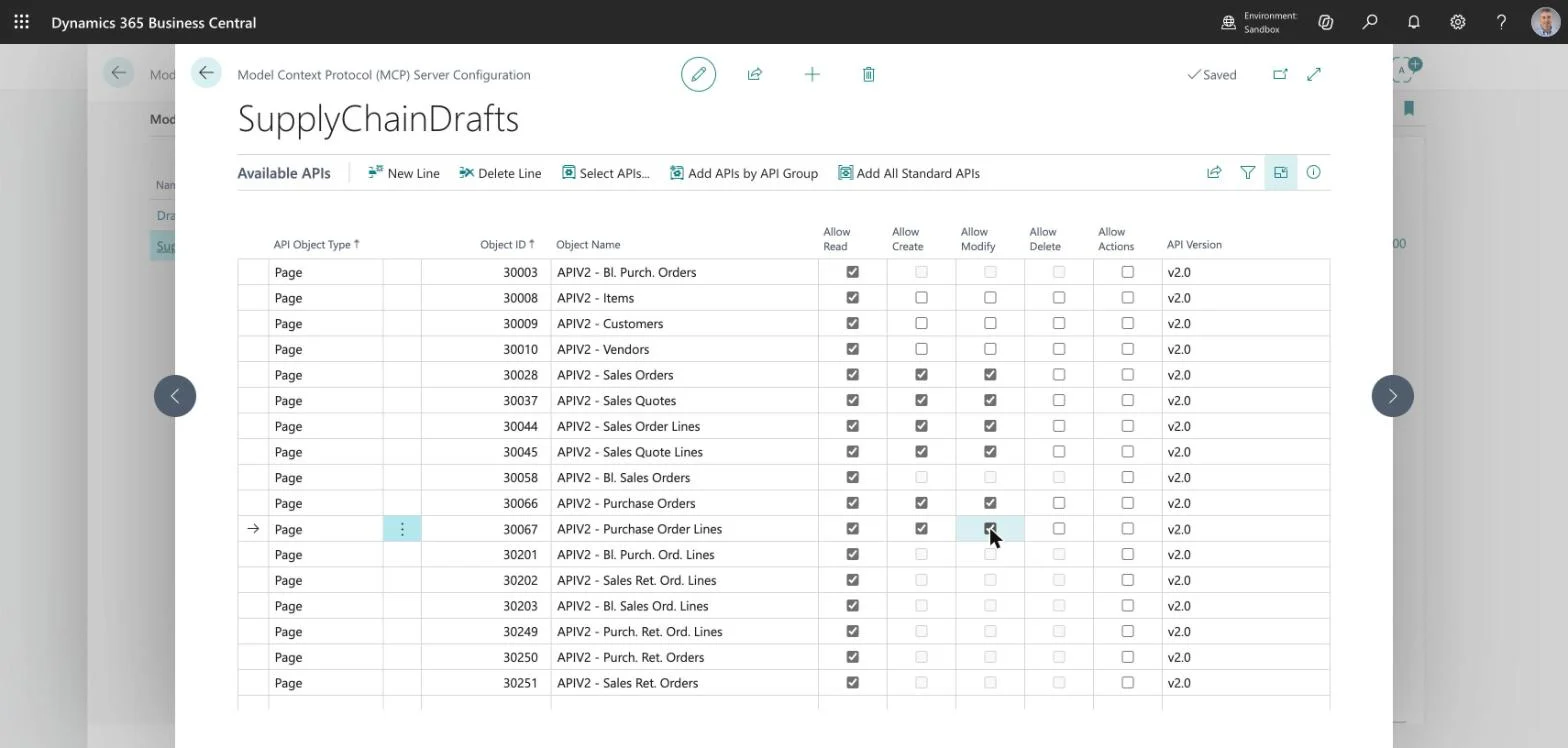 Dynamics 365 Business Central
Environment:
Sandbox
Mod
Model Context Protocol (MCP) Server Configuration
Saved
A
SupplyChainDrafts
Mod
Available APIs
New Line
Delete Line
Select APIs...
Add APIs by API Group
Add All Standard APIs
Nan
Dra
Sup
00
API Object Type ↑ Object ID ↑ Object Name Allow Read Allow Create Allow Modify Allow Delete Allow Actions API Version
Page 30003 APIV2 - Bl. Purch. Orders v2.0
Page 30008 APIV2 - Items v2.0
Page 30009 APIV2 - Customers v2.0
Page 30010 APIV2 - Vendors v2.0
Page 30028 APIV2 - Sales Orders v2.0
Page 30037 APIV2 - Sales Quotes v2.0
Page 30044 APIV2 - Sales Order Lines v2.0
Page 30045 APIV2 - Sales Quote Lines v2.0
Page 30058 APIV2 - Bl. Sales Orders v2.0
Page 30066 APIV2 - Purchase Orders v2.0
Page 30067 APIV2 - Purchase Order Lines v2.0
Page 30201 APIV2 - Bl. Purch. Ord. Lines v2.0
Page 30202 APIV2 - Sales Ret. Ord. Lines v2.0
Page 30203 APIV2 - Bl. Sales Ord. Lines v2.0
Page 30249 APIV2 - Purch. Ret. Ord. Lines v2.0
Page 30250 APIV2 - Purch. Ret. Orders v2.0
Page 30251 APIV2 - Sales Ret. Orders v2.0